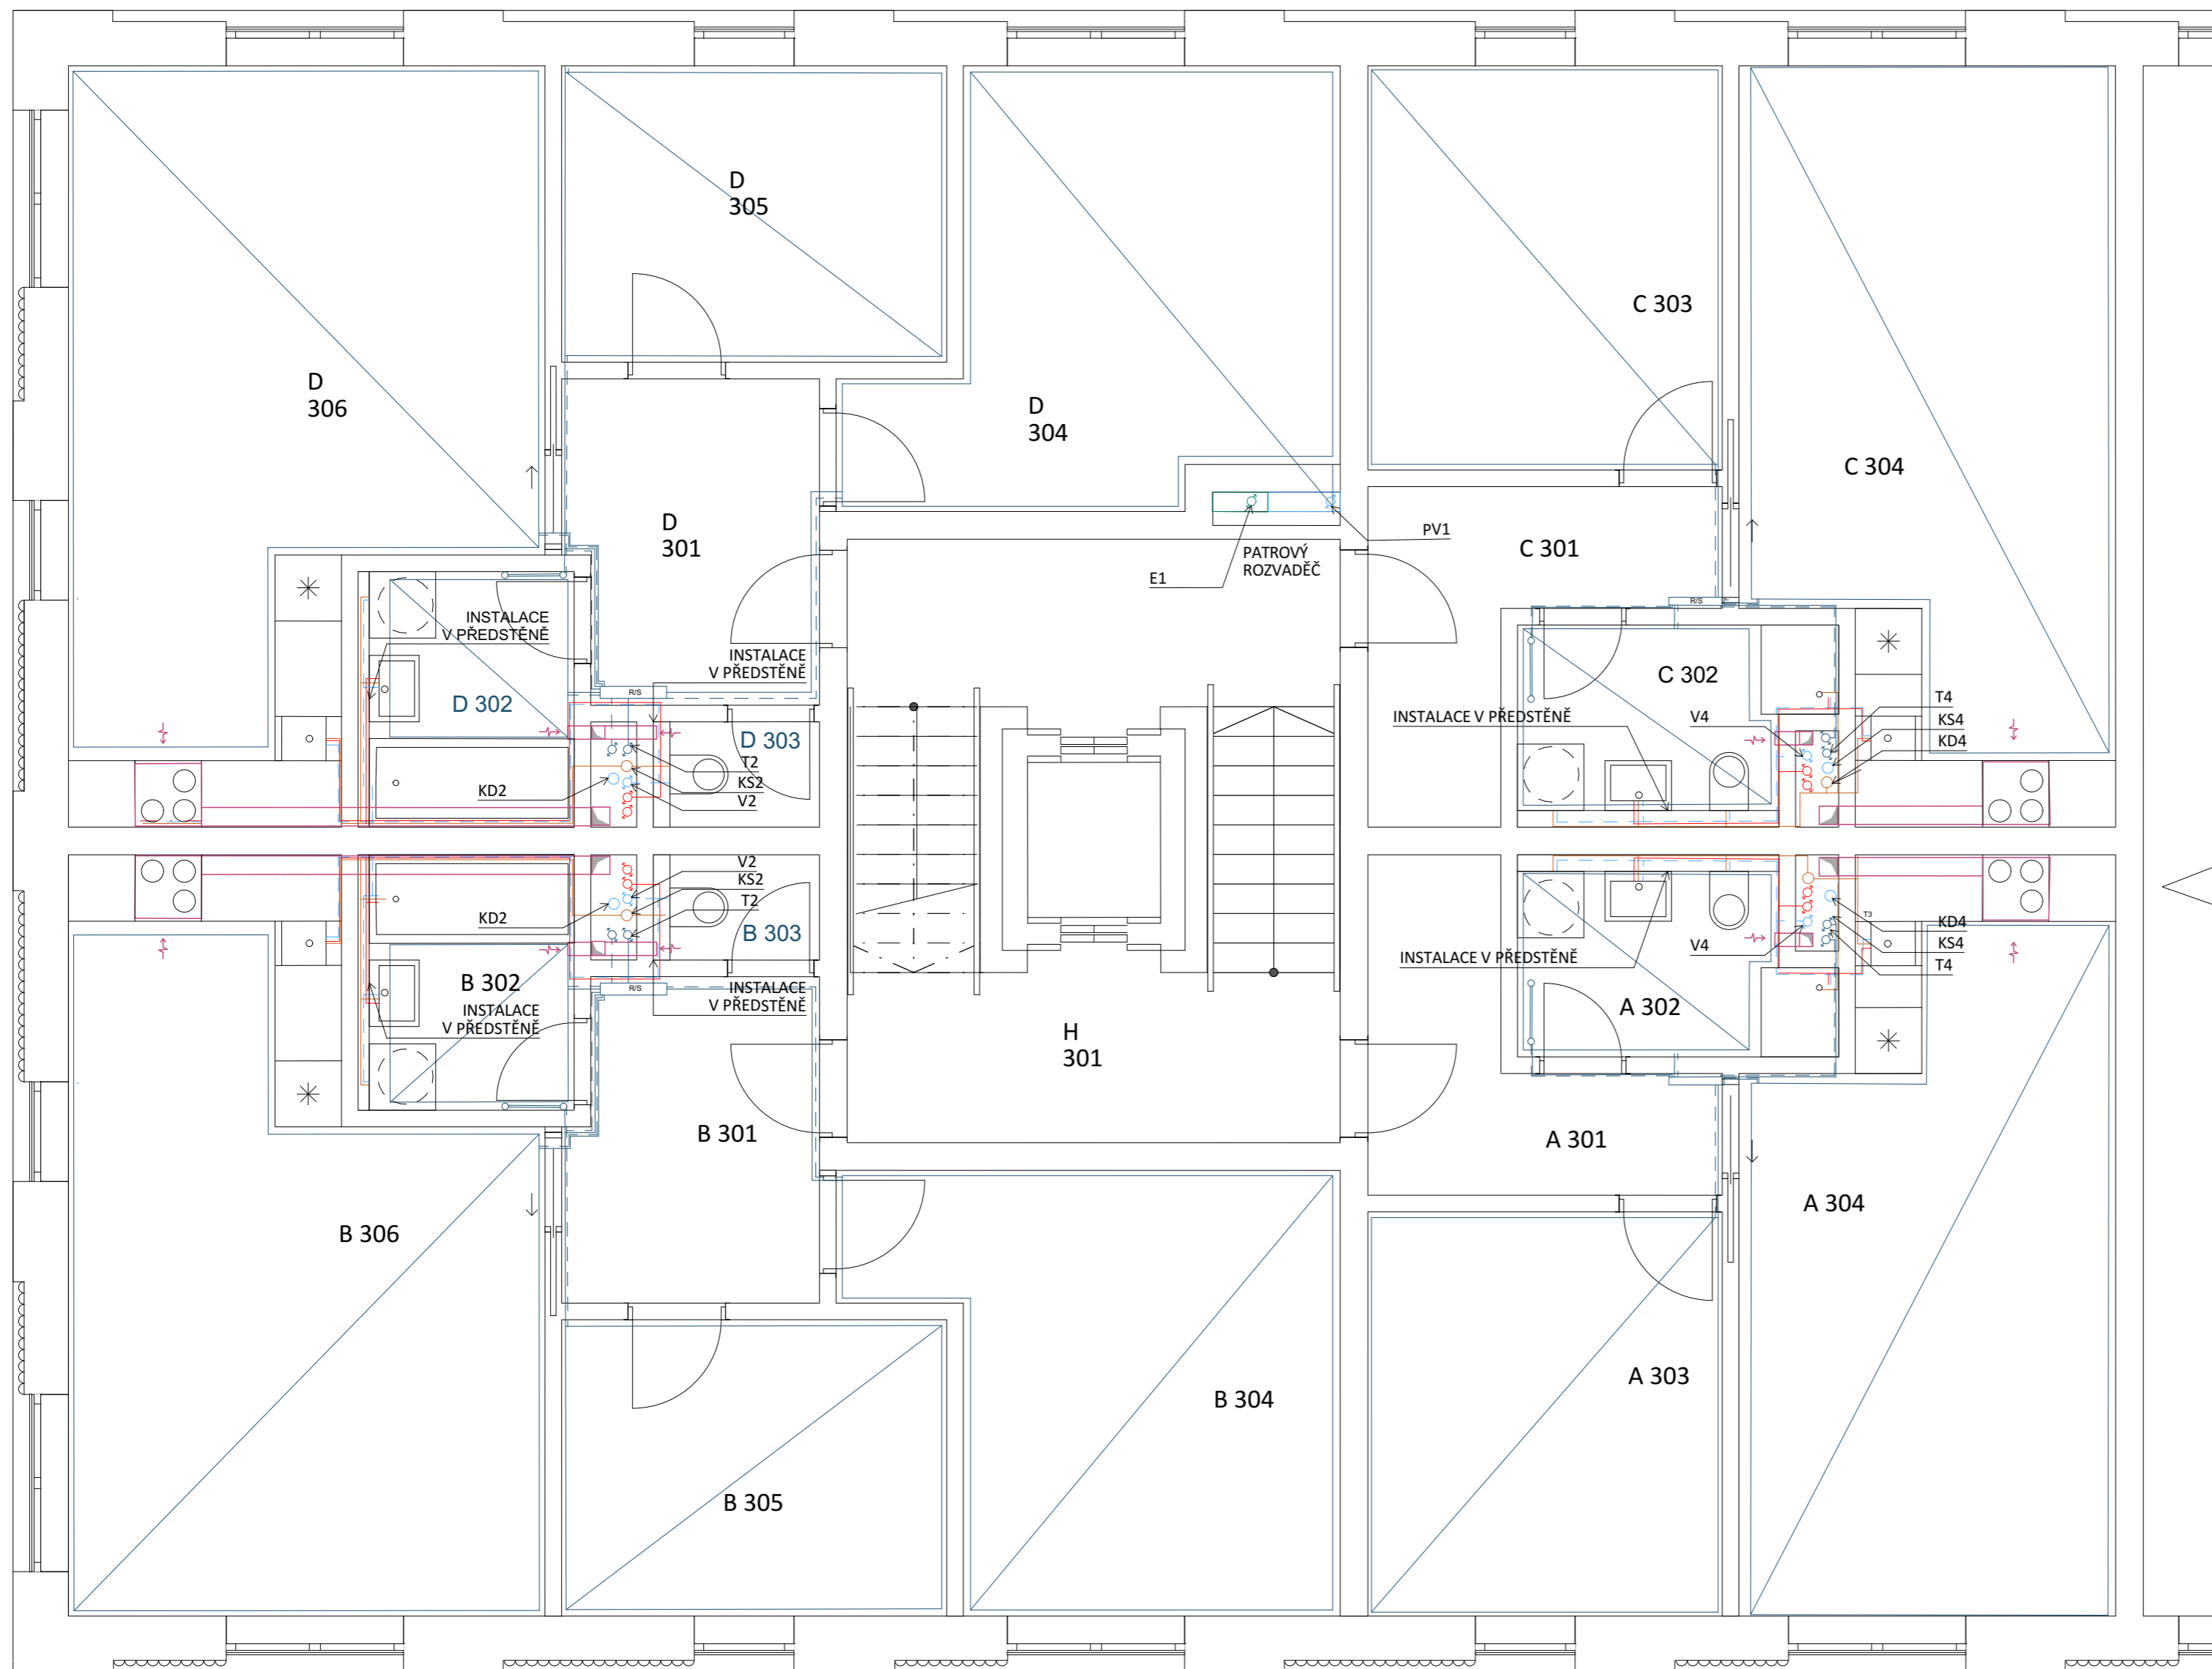 D
305
C 303
D
306
D
304
C 304
D
301
PV1
C 301
PATROVÝ
ROZVADĚČ
E1
R/S
INSTALACE
V PŘEDSTĚNĚ
INSTALACE
V PŘEDSTĚNĚ
C 302
R/S
D 302
T4
INSTALACE V PŘEDSTĚNĚ
V4
KS4
D 303
KD4
T2
KS2
KD2
V2
V2
KS2
T2
KD2
T3
KD4
B 303
V4
KS4
INSTALACE V PŘEDSTĚNĚ
T4
B 302
R/S
INSTALACE
V PŘEDSTĚNĚ
INSTALACE
V PŘEDSTĚNĚ
A 302
H
301
B 301
A 301
A 304
B 306
A 303
B 304
B 305